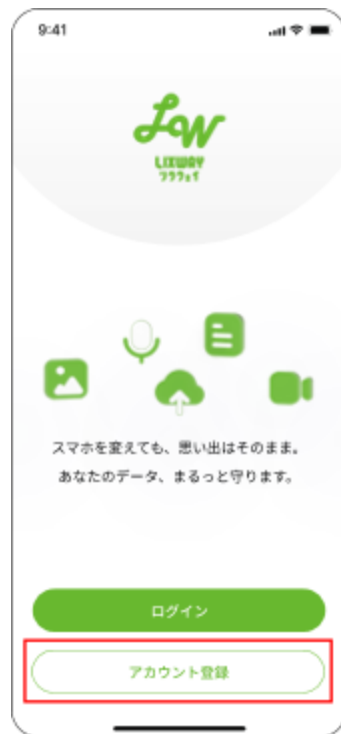 9:41
LW
LIXWAY
スマホを変えても、思い出はそのまま。
あなたのデータ、まるっと守ります。
ログイン
アカウント登録